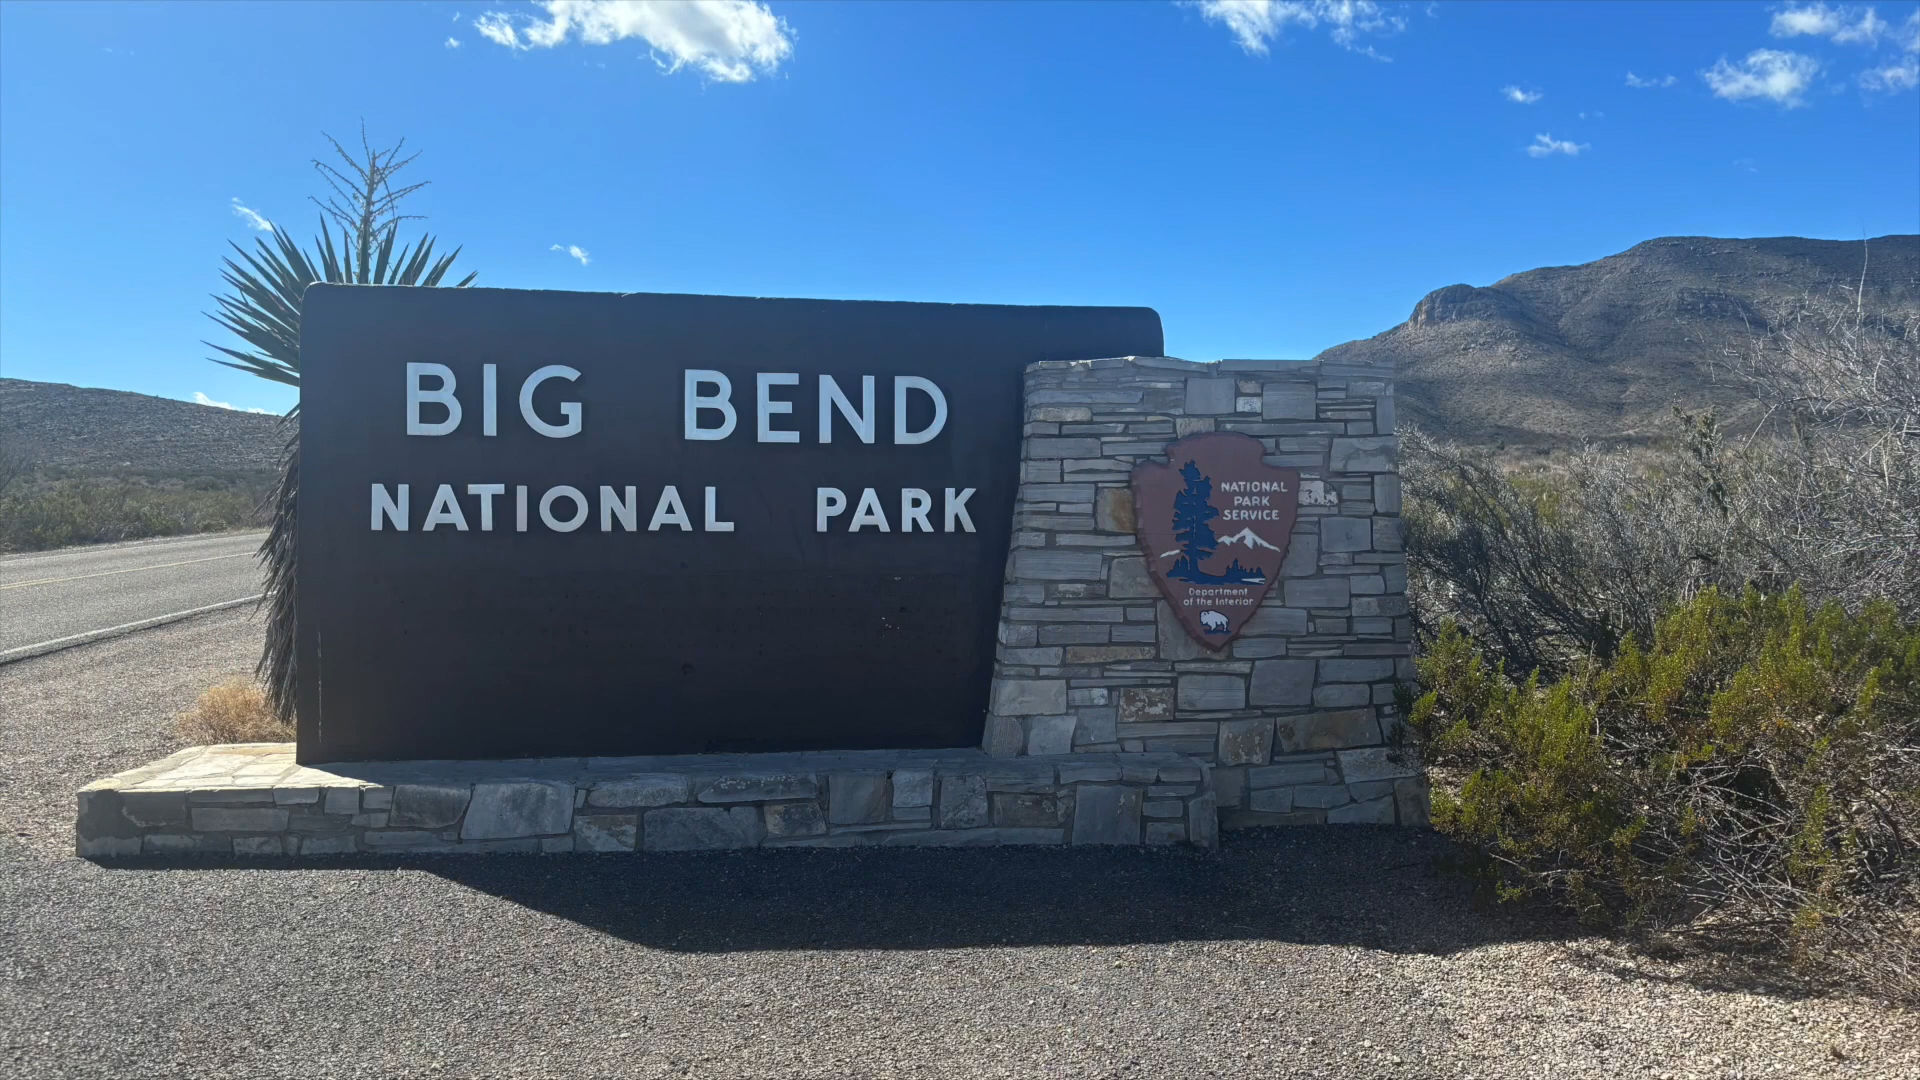 BIG BEND
NATIONAL PARK
NATIONAL
PARK
SERVICE
Department
of the Interior